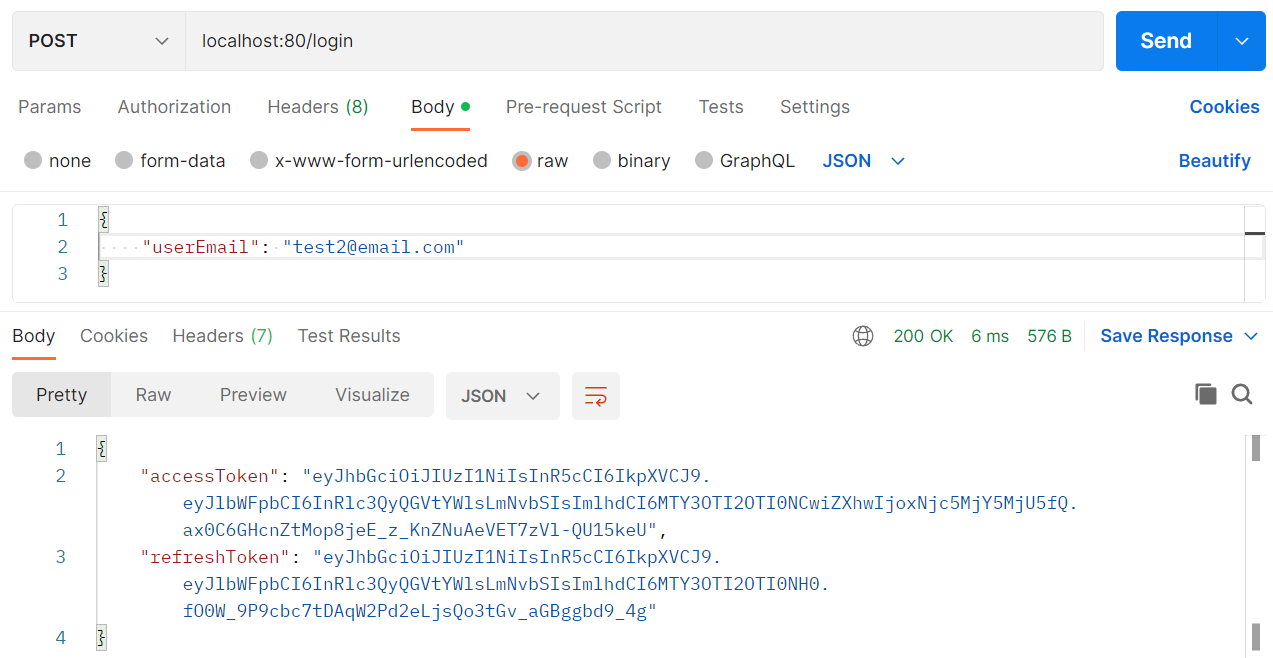 POST localhost:80/login Send
Params Authorization Headers (8) Body Pre-request Script Tests Settings Cookies
none form-data x-www-form-urlencoded raw binary GraphQL JSON Beautify
1 {
2 "userEmail": "test2@email.com"
3 }
Body Cookies Headers (7) Test Results 200 OK 6 ms 576 B Save Response
Pretty Raw Preview Visualize JSON
1 {
2 "accessToken": "eyJhbGciOiJIUzI1NiIsInR5cCI6IkpXVCJ9.
eyJlbWFpbCI6InRlc3QyQGVtYWlsLmNvbSIsImlhdCI6MTY3OTI2OTI0NCwiZXhwIjoxNjc5MjY5MjU5fQ.
ax0C6GHcnZtMop8jeE_z_KnZNuAeVET7zVl-QU15keU",
3 "refreshToken": "eyJhbGciOiJIUzI1NiIsInR5cCI6IkpXVCJ9.
eyJlbWFpbCI6InRlc3QyQGVtYWlsLmNvbSIsImlhdCI6MTY3OTI2OTI0NH0.
fO0W_9P9cbc7tDAqW2Pd2eLjsQo3tGv_aGBggbd9_4g"
4 }